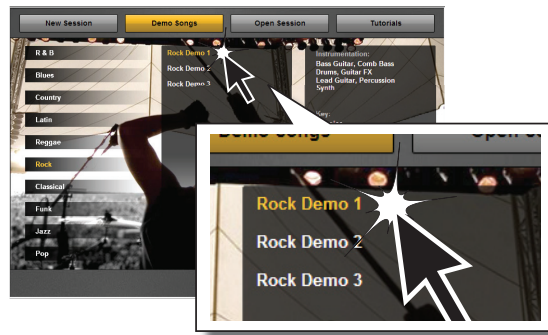 New Session
Demo Songs
Open Session
Tutorials
R & B
Blues
Country
Latin
Reggae
Rock
Classical
Funk
Jazz
Pop
Rock Demo 1
Rock Demo 2
Rock Demo 3
Instrumentation:
Bass Guitar, Comb Bass
Drums, Guitar FX
Lead Guitar, Percussion
Synth
Key:
Demo Songs
Rock Demo 1
Rock Demo 2
Rock Demo 3